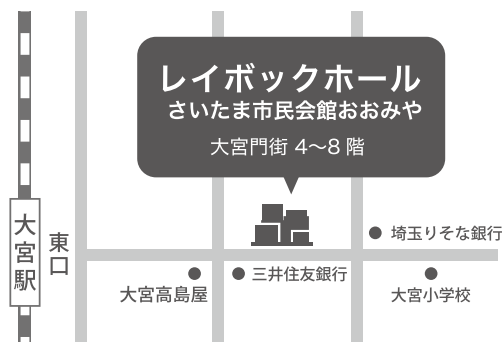 レイボックホール
さいたま市民会館おおみや
大宮門街 4〜8 階
大宮駅
東口
埼玉りそな銀行
三井住友銀行
大宮高島屋
大宮小学校